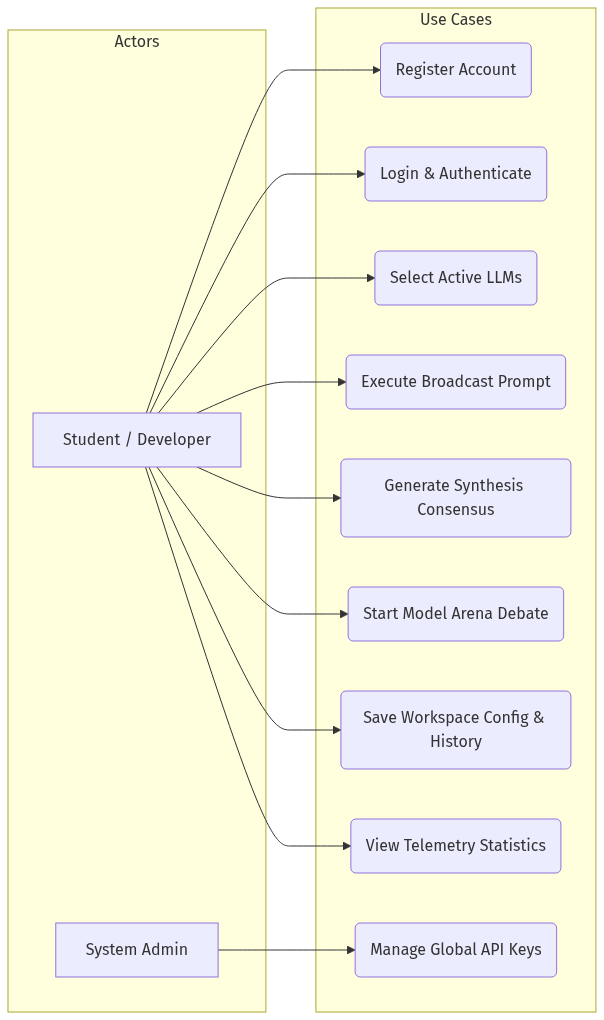 Actors
Use Cases
Register Account
Login & Authenticate
Select Active LLMs
Execute Broadcast Prompt
Student / Developer
Generate Synthesis
Consensus
Start Model Arena Debate
Save Workspace Config &
History
View Telemetry Statistics
System Admin
Manage Global API Keys